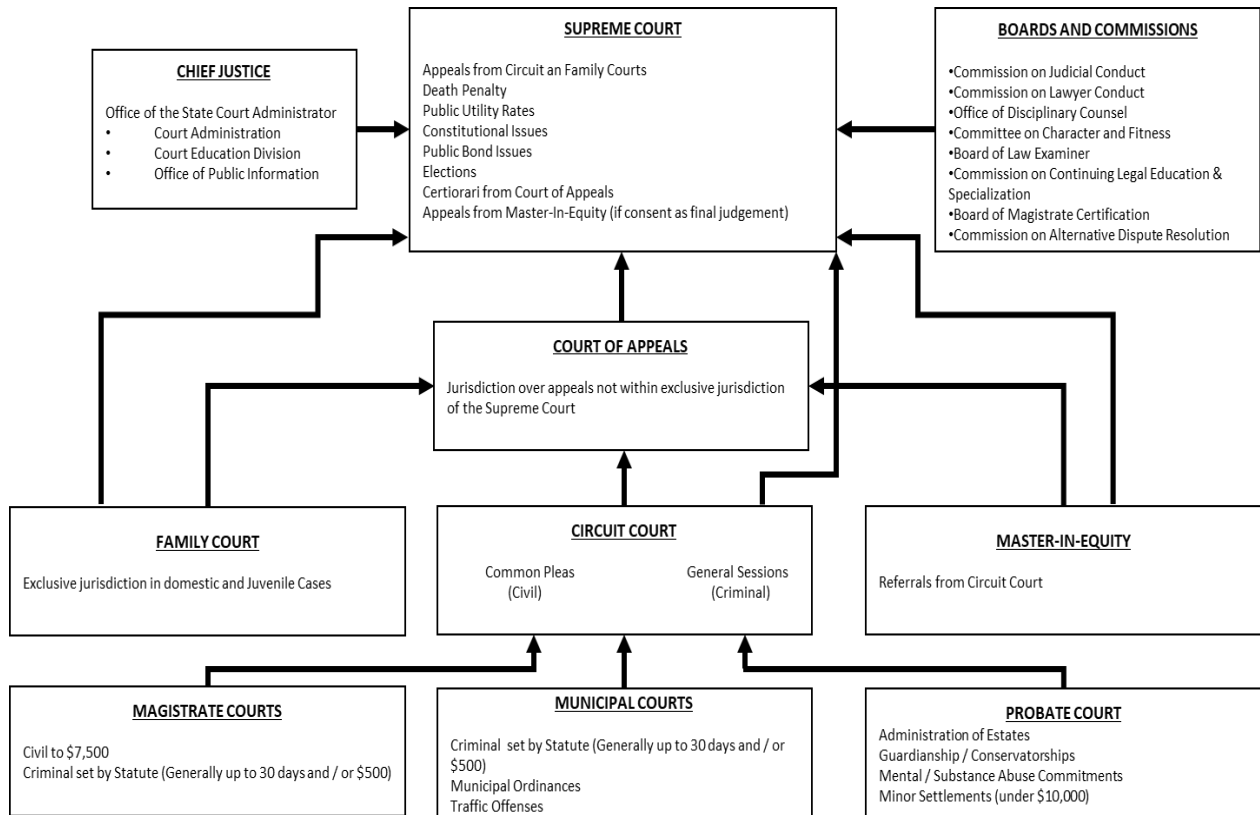 SUPREME COURT
Appeals from Circuit an Family Courts
Death Penalty
Public Utility Rates
Constitutional Issues
Public Bond Issues
Elections
Certiorari from Court of Appeals
Appeals from Master-In-Equity (if consent as final judgement)
CHIEF JUSTICE
Office of the State Court Administrator
• Court Administration
• Court Education Division
• Office of Public Information
BOARDS AND COMMISSIONS
•Commission on Judicial Conduct
•Commission on Lawyer Conduct
•Office of Disciplinary Counsel
•Committee on Character and Fitness
•Board of Law Examiner
•Commission on Continuing Legal Education &
Specialization
•Board of Magistrate Certification
•Commission on Alternative Dispute Resolution
COURT OF APPEALS
Jurisdiction over appeals not within exclusive jurisdiction
of the Supreme Court
FAMILY COURT
Exclusive jurisdiction in domestic and Juvenile Cases
CIRCUIT COURT
Common Pleas
(Civil)
General Sessions
(Criminal)
MASTER-IN-EQUITY
Referrals from Circuit Court
MAGISTRATE COURTS
Civil to $7,500
Criminal set by Statute (Generally up to 30 days and / or $500)
MUNICIPAL COURTS
Criminal set by Statute (Generally up to 30 days and / or
$500)
Municipal Ordinances
Traffic Offenses
PROBATE COURT
Administration of Estates
Guardianship / Conservatorships
Mental / Substance Abuse Commitments
Minor Settlements (under $10,000)